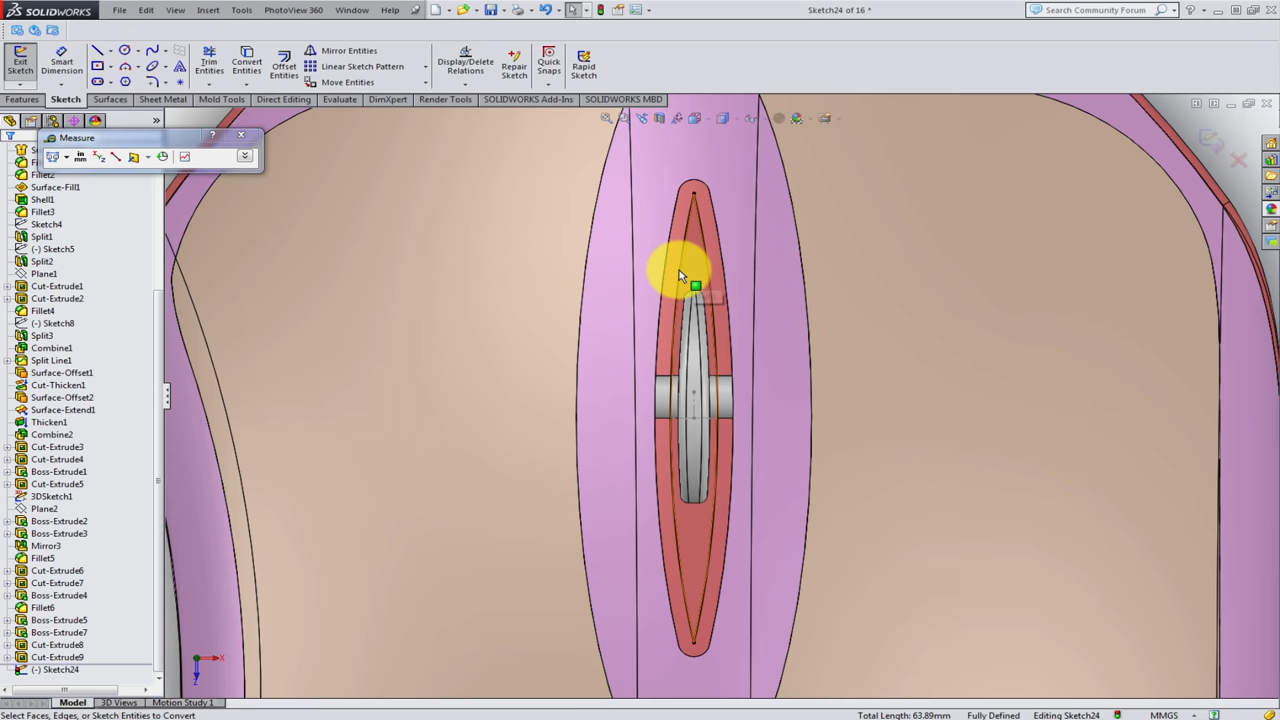 SOLIDWORKS File Edit View Insert Tools PhotoView 360 Window Help Sketch24 of 16 * Search Community Forum
Exit Sketch
Smart Dimension
Trim Entities
Convert Entities
Offset Entities
Mirror Entities
Linear Sketch Pattern
Move Entities
Display/Delete Relations
Repair Sketch
Quick Snaps
Rapid Sketch
Features Sketch Surfaces Sheet Metal Mold Tools Direct Editing Evaluate DimXpert Render Tools SOLIDWORKS Add-Ins SOLIDWORKS MBD
Measure
in mm
Fillet2
Surface-Fill1
Shell1
Fillet3
Sketch4
Split1
(-) Sketch5
Split2
Plane1
Cut-Extrude1
Cut-Extrude2
Fillet4
(-) Sketch8
Split3
Combine1
Split Line1
Surface-Offset1
Cut-Thicken1
Surface-Offset2
Surface-Extend1
Thicken1
Combine2
Cut-Extrude3
Cut-Extrude4
Boss-Extrude1
Cut-Extrude5
3DSketch1
Plane2
Boss-Extrude2
Boss-Extrude3
Mirror3
Fillet5
Cut-Extrude6
Cut-Extrude7
Boss-Extrude4
Fillet6
Boss-Extrude5
Boss-Extrude7
Cut-Extrude8
Cut-Extrude9
(-) Sketch24
X
Z
Model 3D Views Motion Study 1
Select Faces, Edges, or Sketch Entities to Convert Total Length: 63.89mm Fully Defined Editing Sketch24 MMGS